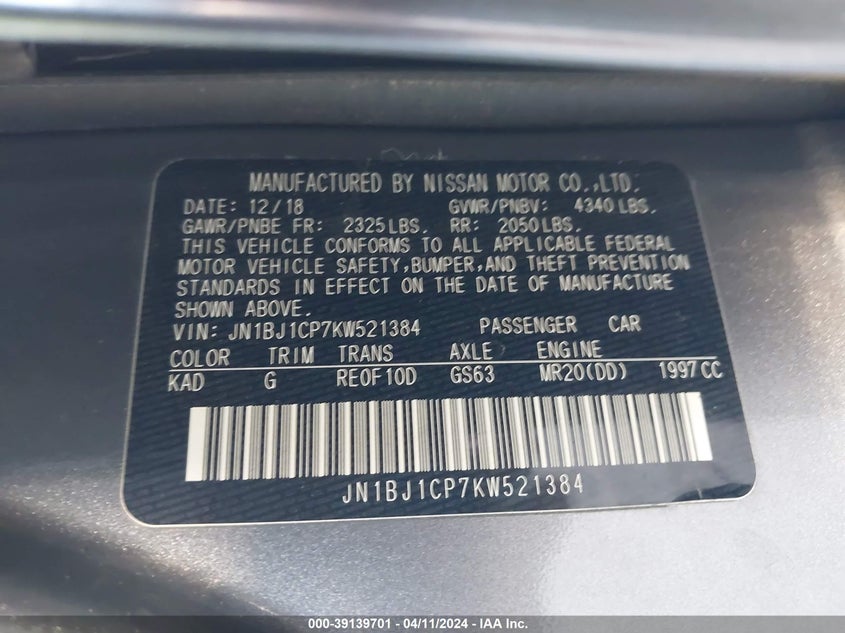 MANUFACTURED BY NISSAN MOTOR CO.,LTD.
DATE: 12/18 GVWR/PNBV: 4340 LBS.
GAWR/PNBE FR: 2325 LBS. RR: 2050 LBS.
THIS VEHICLE CONFORMS TO ALL APPLICABLE FEDERAL
MOTOR VEHICLE SAFETY, BUMPER, AND THEFT PREVENTION
STANDARDS IN EFFECT ON THE DATE OF MANUFACTURE
SHOWN ABOVE.
VIN: JN1BJ1CP7KW521384 PASSENGER CAR
COLOR TRIM TRANS AXLE ENGINE
KAD G RE0F10D GS63 MR20(DD) 1997 CC
JN1BJ1CP7KW521384
000-39139701 - 04/11/2024 - IAA Inc.